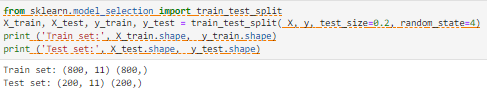 from sklearn.model_selection import train_test_split
X_train, X_test, y_train, y_test = train_test_split( X, y, test_size=0.2, random_state=4)
print ('Train set:', X_train.shape,  y_train.shape)
print ('Test set:', X_test.shape,  y_test.shape)
Train set: (800, 11) (800,)
Test set: (200, 11) (200,)